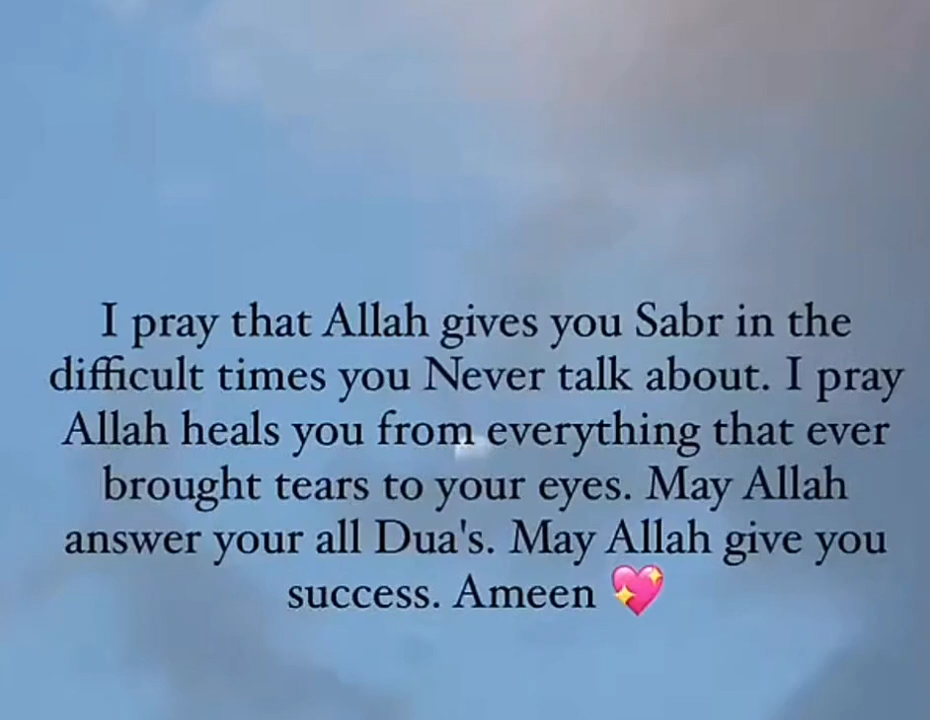 I pray that Allah gives you Sabr in the
difficult times you Never talk about. I pray
Allah heals you from everything that ever
brought tears to your eyes. May Allah
answer your all Dua's. May Allah give you
success. Ameen 💖